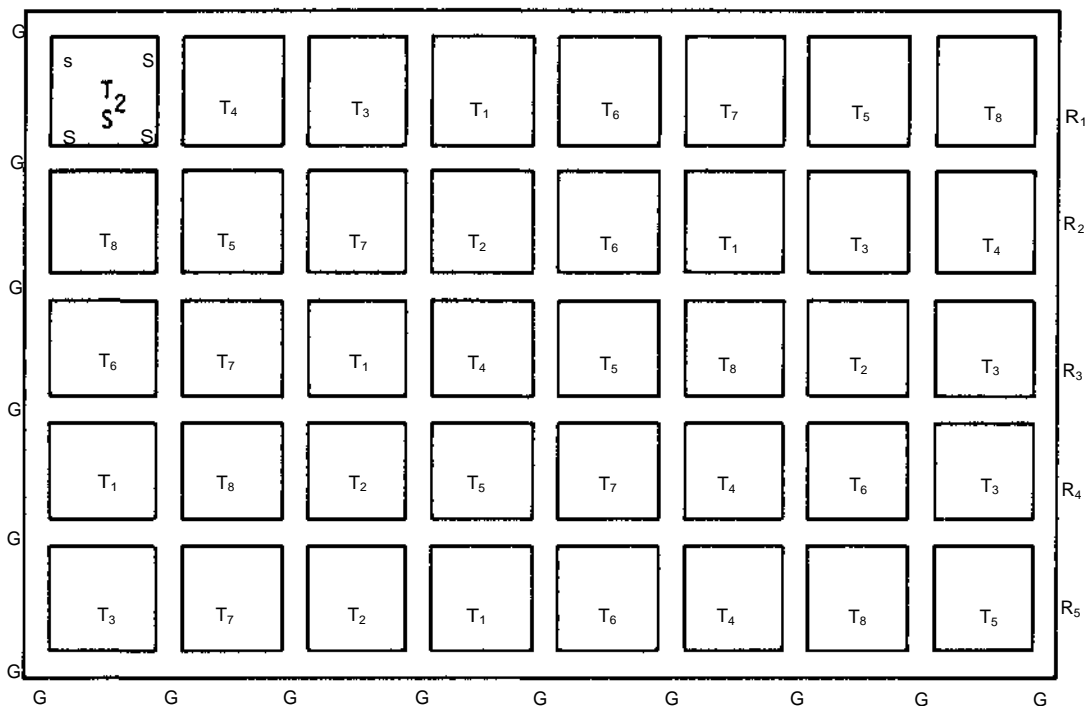 G
s S
T₂ T₄ T₃ T₁ T₆ T₇ T₅ T₈ R₁
S
S S
G
T₈ T₅ T₇ T₂ T₆ T₁ T₃ T₄ R₂
G
T₆ T₇ T₁ T₄ T₅ T₈ T₂ T₃ R₃
G
T₁ T₈ T₂ T₅ T₇ T₄ T₆ T₃ R₄
G
T₃ T₇ T₂ T₁ T₆ T₄ T₈ T₅ R₅
G
G G G G G G G G G